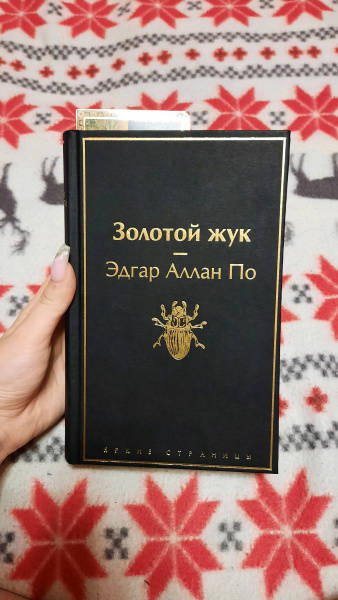 Золотой жук
Эдгар Аллан По
ЯРКИЕ СТРАНИЦЫ